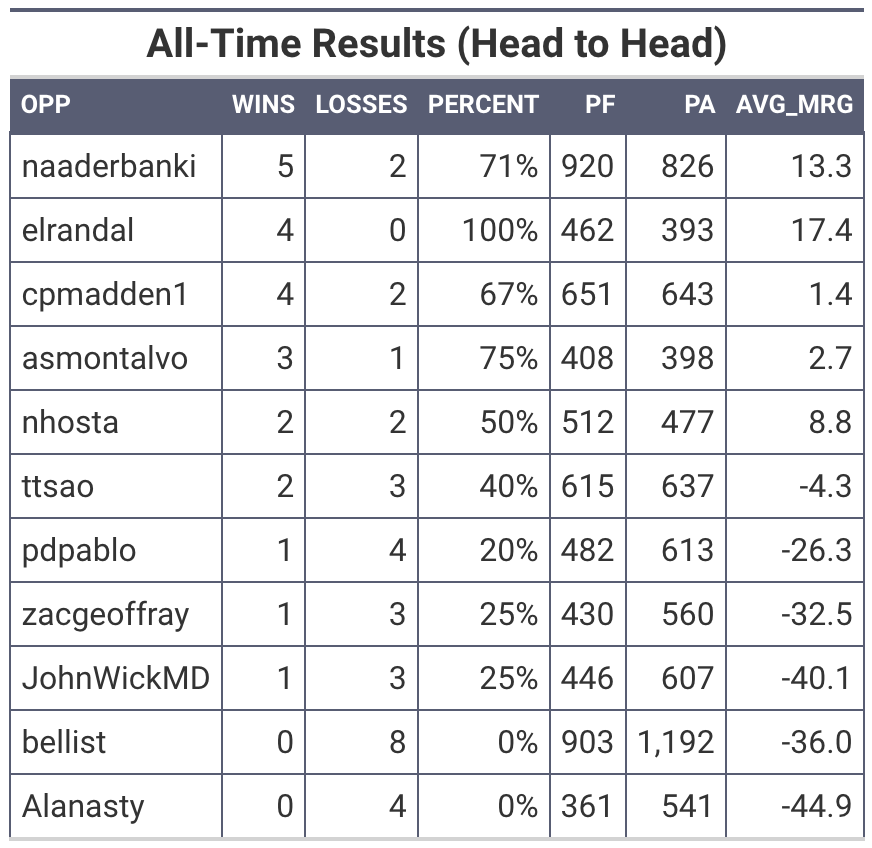 All-Time Results (Head to Head)
OPP WINS LOSSES PERCENT PF PA AVG_MRG
naaderbanki 5 2 71% 920 826 13.3
elrandal 4 0 100% 462 393 17.4
cpmadden1 4 2 67% 651 643 1.4
asmontalvo 3 1 75% 408 398 2.7
nhosta 2 2 50% 512 477 8.8
ttsao 2 3 40% 615 637 -4.3
pdpablo 1 4 20% 482 613 -26.3
zacgeoffray 1 3 25% 430 560 -32.5
JohnWickMD 1 3 25% 446 607 -40.1
bellist 0 8 0% 903 1,192 -36.0
Alanasty 0 4 0% 361 541 -44.9